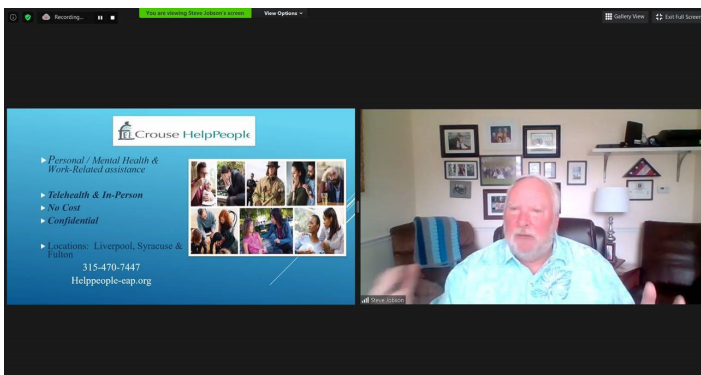 Recording...
You are viewing Steve Jobson's screen
View Options
Gallery View
Exit Full Screen
Crouse HelpPeople
Personal / Mental Health &
Work-Related assistance
Telehealth & In-Person
No Cost
Confidential
Locations: Liverpool, Syracuse &
Fulton
315-470-7447
Helppeople-eap.org
Steve Jobson